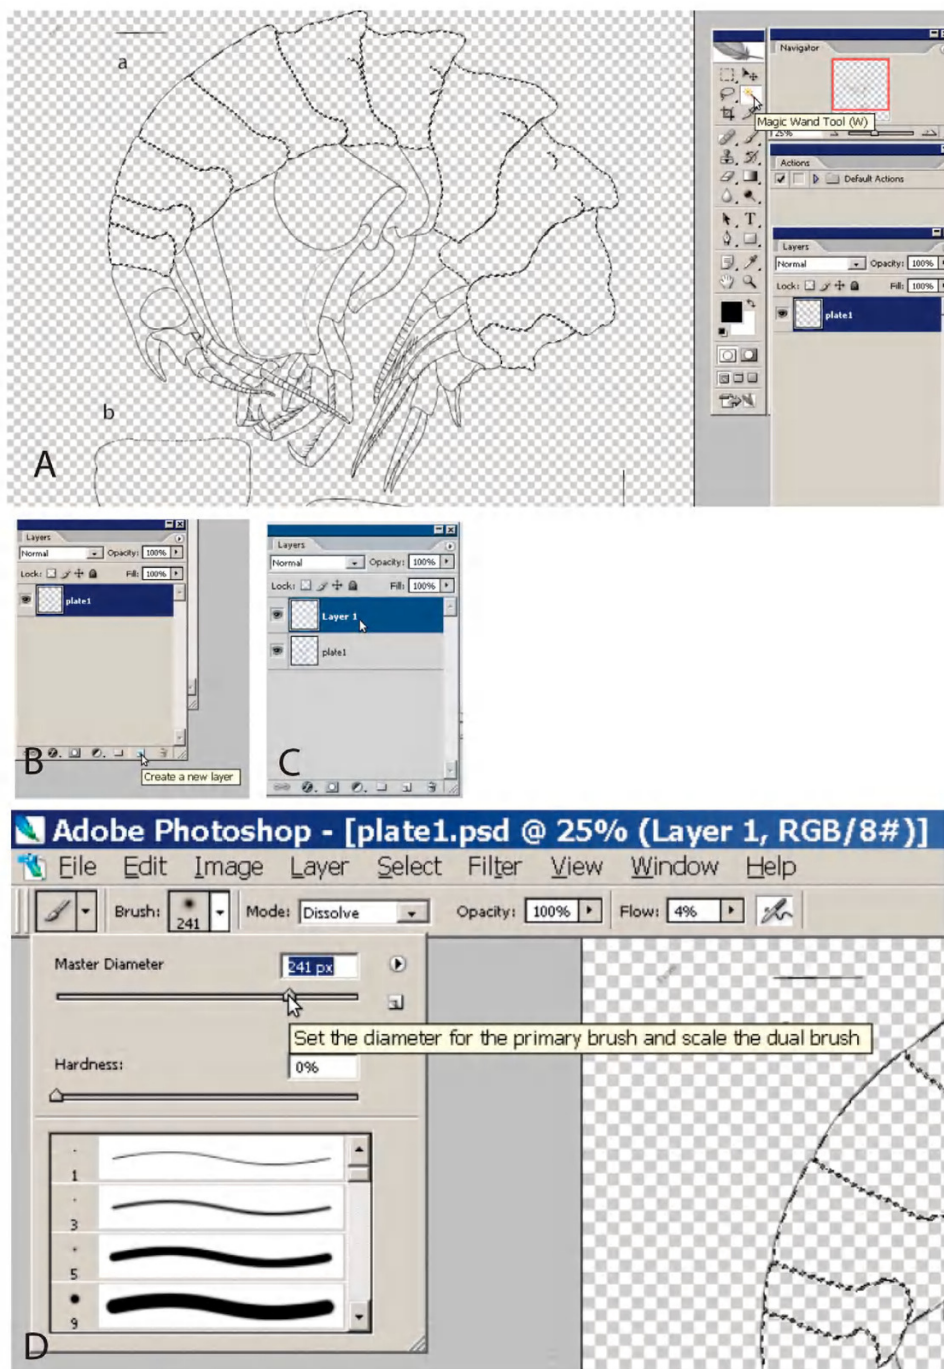 a
Navigator
Magic Wand Tool (W)
25%
Actions
Default Actions
T
Layers
Normal Opacity: 100%
Lock: Fill: 100%
plate1
b
A
Layers
Normal Opacity: 100%
Lock: Fill: 100%
plate1
B
Create a new layer
Layers
Normal Opacity: 100%
Lock: Fill: 100%
Layer 1
plate1
C
Adobe Photoshop - [plate1.psd @ 25% (Layer 1, RGB/8#)]
File Edit Image Layer Select Filter View Window Help
Brush: 241 Mode: Dissolve Opacity: 100% Flow: 4%
Master Diameter 241 px
Set the diameter for the primary brush and scale the dual brush
Hardness: 0%
1
3
5
9
D